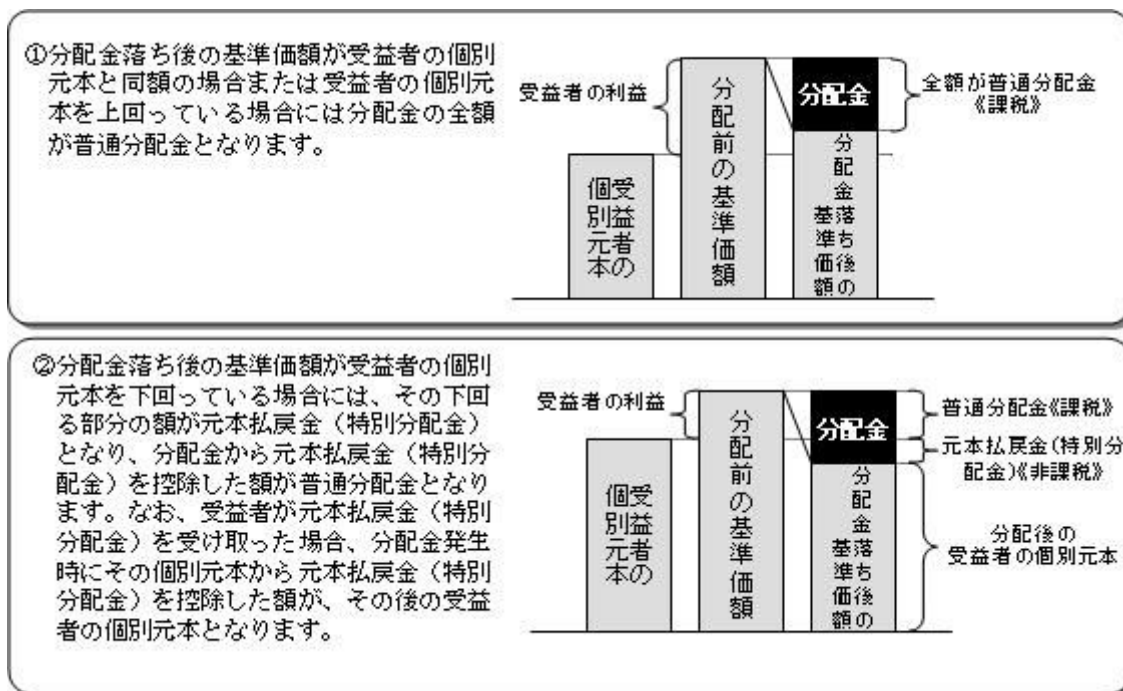 ①分配金落ち後の基準価額が受益者の個別
元本と同額の場合または受益者の個別元
本を上回っている場合には分配金の全額
が普通分配金となります。
受益者の利益
受益者の
個別元本
分配前の基準価額
分配金
分配金落ち後の
基準価額
全額が普通分配金
《課税》
②分配金落ち後の基準価額が受益者の個別
元本を下回っている場合には、その下回
る部分の額が元本払戻金（特別分配金）
となり、分配金から元本払戻金（特別分
配金）を控除した額が普通分配金となり
ます。なお、受益者が元本払戻金（特別
分配金）を受け取った場合、分配金発生
時にその個別元本から元本払戻金（特別
分配金）を控除した額が、その後の受益
者の個別元本となります。
受益者の利益
受益者の
個別元本
分配前の基準価額
分配金
分配金落ち後の
基準価額
普通分配金《課税》
元本払戻金(特別分
配金)《非課税》
分配後の
受益者の個別元本